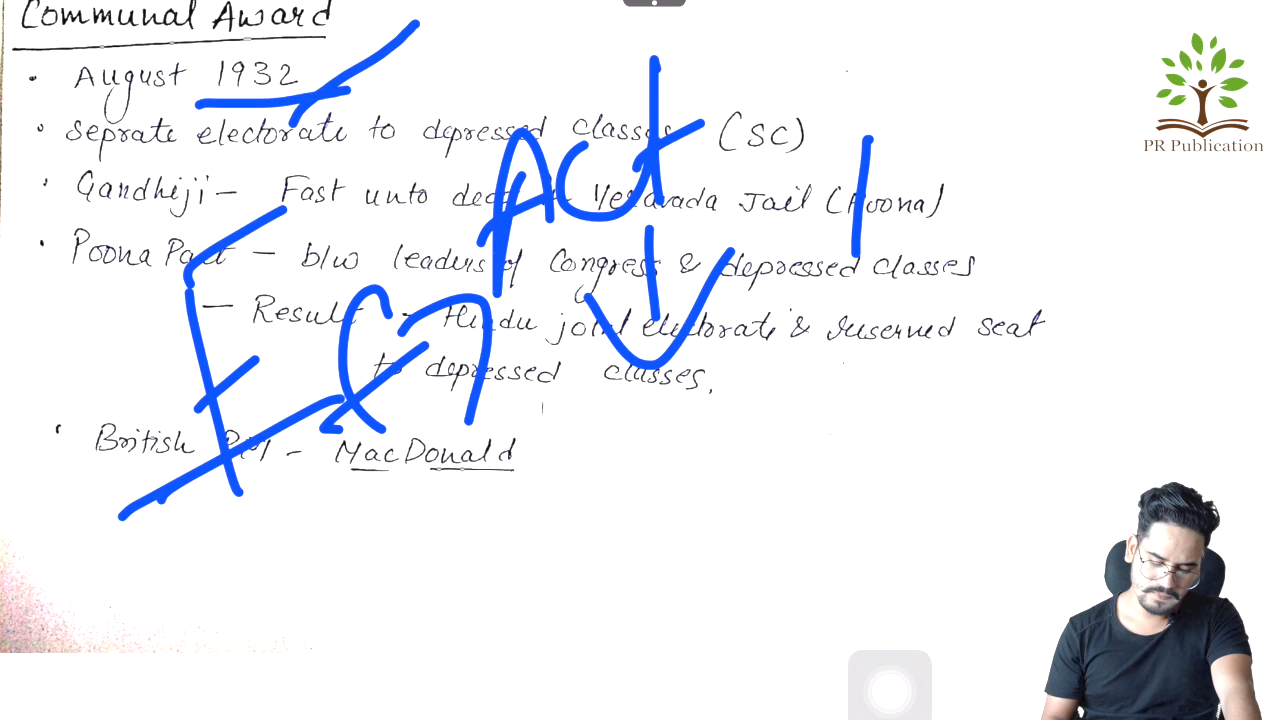 Communal Award
• August 1932
• Seprate electorate to depressed classes (SC)
• Gandhiji - Fast unto death Yeravada Jail (Poona)
• Poona Pact - b/w leaders of Congress & depressed classes
- Result - Hindu joint electorate & reserved seat
to depressed classes.
• British PM - MacDonald
Act
PR Publication